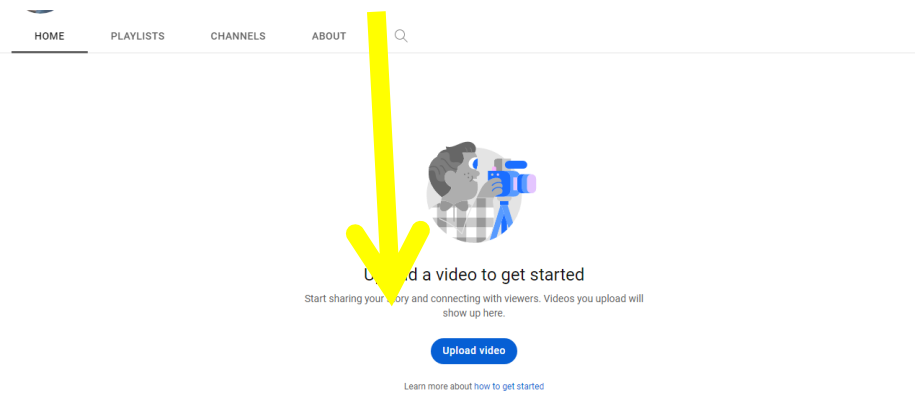 HOME PLAYLISTS CHANNELS ABOUT
a video to get started
Start sharing your and connecting with viewers. Videos you upload will
show up here.
Upload video
Learn more about how to get started